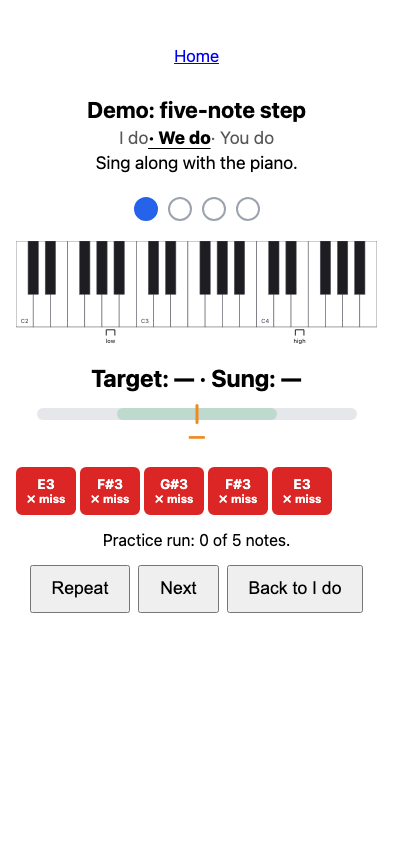 Home
Demo: five-note step
I do· We do· You do
Sing along with the piano.
C2 C3 C4
low high
Target: — · Sung: —
—
E3 F#3 G#3 F#3 E3
✕ miss ✕ miss ✕ miss ✕ miss ✕ miss
Practice run: 0 of 5 notes.
Repeat Next Back to I do